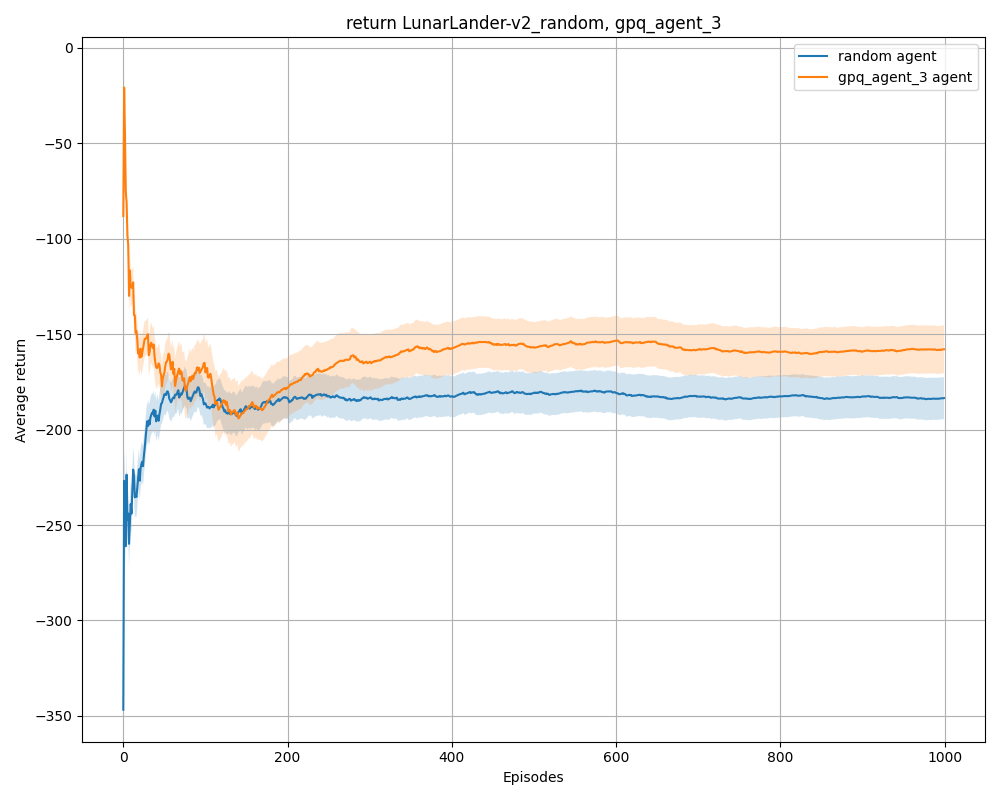 return LunarLander-v2_random, gpq_agent_3
random agent
gpq_agent_3 agent
Average return
0
−50
−100
−150
−200
−250
−300
−350
0 200 400 600 800 1000
Episodes